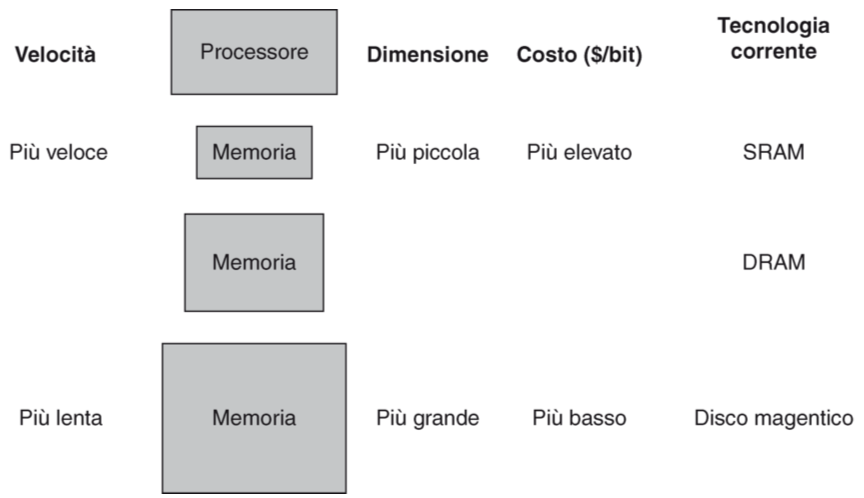 Velocità Processore Dimensione Costo ($/bit) Tecnologia
corrente
Più veloce Memoria Più piccola Più elevato SRAM
Memoria DRAM
Più lenta Memoria Più grande Più basso Disco magentico